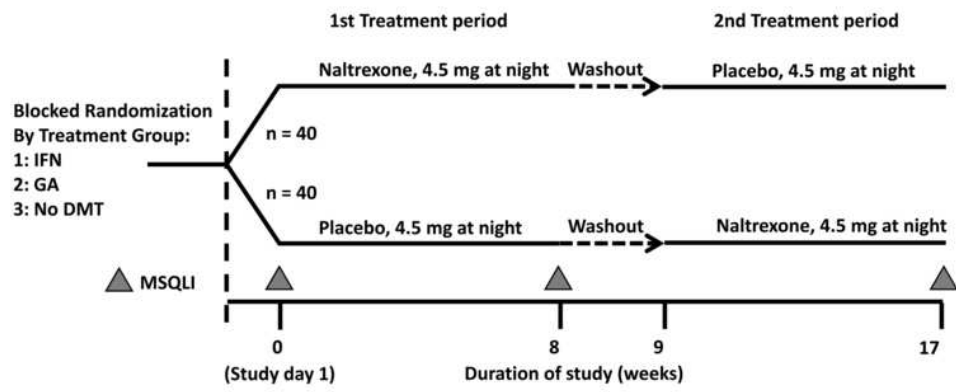 1st Treatment period
2nd Treatment period
Naltrexone, 4.5 mg at night
Washout
Placebo, 4.5 mg at night
Blocked Randomization
By Treatment Group:
1: IFN
2: GA
3: No DMT
n = 40
n = 40
Placebo, 4.5 mg at night
Washout
Naltrexone, 4.5 mg at night
MSQLI
0
8
9
17
(Study day 1)
Duration of study (weeks)